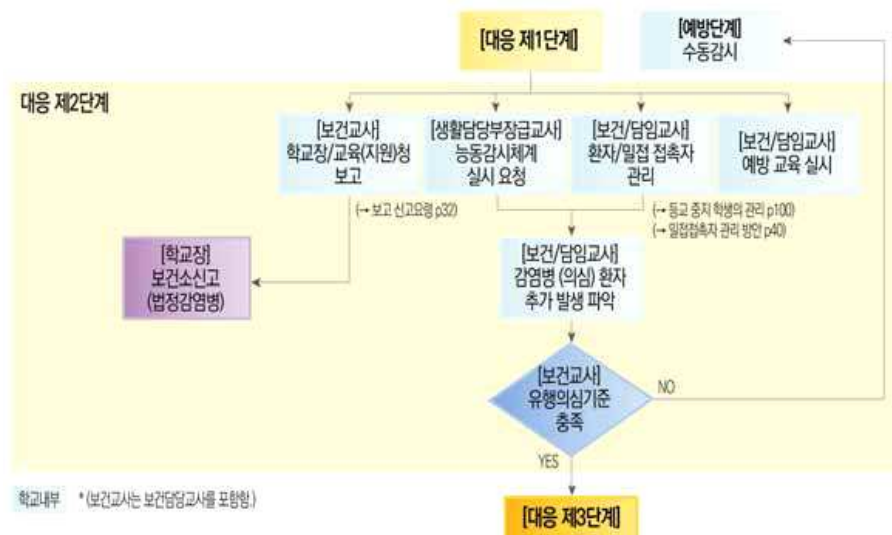 [대응 제1단계]
[예방단계]
수동감시
대응 제2단계
[보건교사]
학교장/교육(지원)청
보고
[생활담당부장급교사]
능동감시체계
실시 요청
[보건/담임교사]
환자/밀접 접촉자
관리
[보건/담임교사]
예방 교육 실시
(→ 보고 신고요령 p32)
(→ 등교 중지 학생의 관리 p100)
(→ 밀접접촉자 관리 방안 p40)
[학교장]
보건소신고
(법정감염병)
[보건/담임교사]
감염병 (의심) 환자
추가 발생 파악
[보건교사]
유행의심기준
충족
NO
YES
학교내부 * (보건교사는 보건담당교사를 포함함.)
[대응 제3단계]